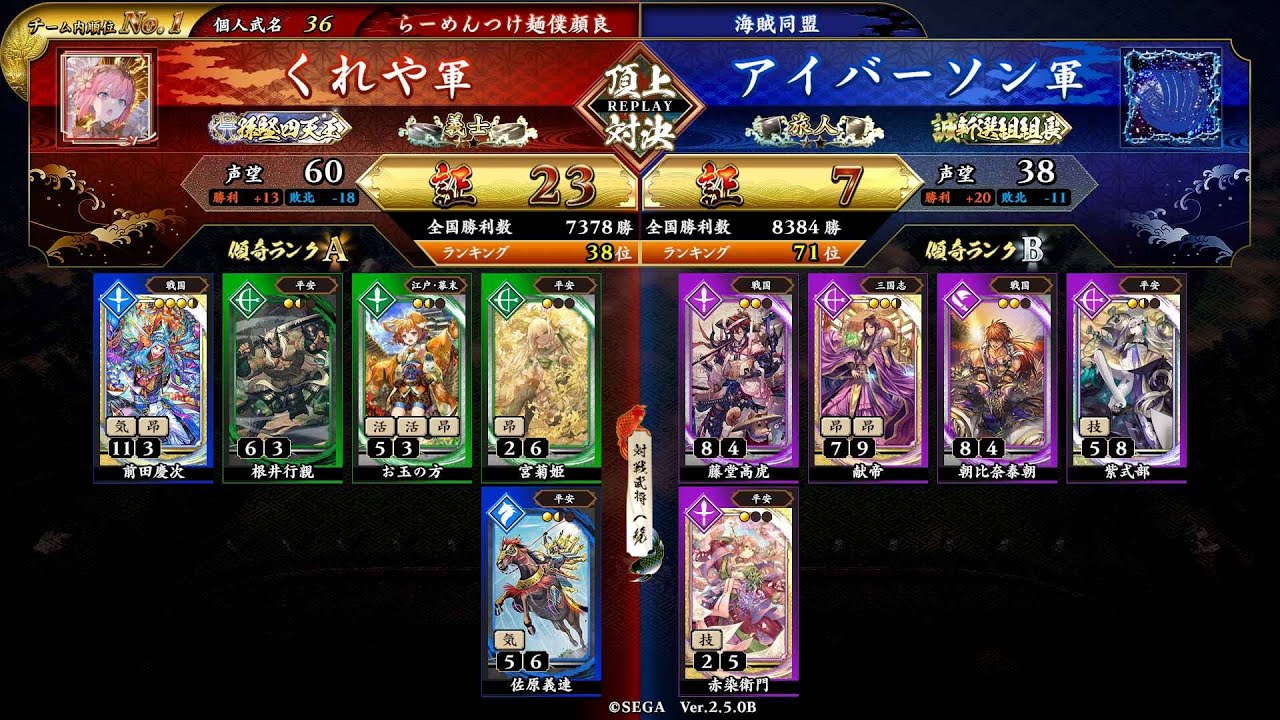 チーム内順位 No.1 個人武名 36 らーめんつけ麺僕顔良 海賊同盟
くれや軍 頂上 アイバーソン軍
REPLAY
対決
孫堅四天王 義士 旅人 誠新選組組長
声望 60 証 23 証 7 声望 38
勝利 +13 敗北 -18 勝利 +20 敗北 -11
全国勝利数 7378勝 全国勝利数 8384勝
傾奇ランク A ランキング 38位 ランキング 71位 傾奇ランク B
戦国 平安 江戸・幕末 平安 戦国 三国志 戦国 平安
気 昂 活 活 昂 昂 昂 昂 技
11 3 6 3 5 3 2 6 8 4 7 9 8 4 5 8
前田慶次 根井行親 お玉の方 宮菊姫 藤堂高虎 献帝 朝比奈泰朝 紫式部
対戦武将一覧
平安 平安
気 技
5 6 2 5
佐原義連 赤染衛門
©SEGA Ver.2.5.0B